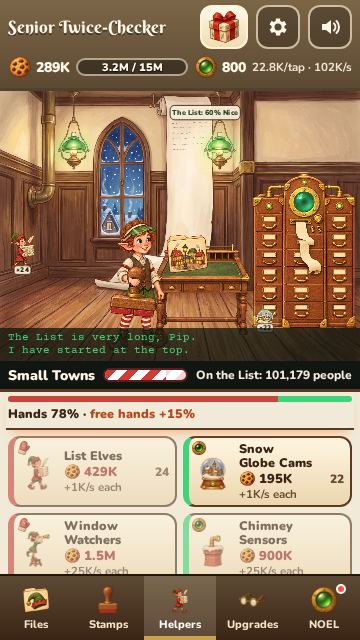 Senior Twice-Checker
289K
3.2M / 15M
800
22.8K/tap · 102K/s
The List: 60% Nice
×24
The List is very long, Pip.
I have started at the top.
Small Towns
On the List: 101,179 people
Hands 78% · free hands +15%
List Elves
429K
24
+1K/s each
Snow
Globe Cams
195K
22
+1K/s each
Window
Watchers
1.5M
+25K/s each
Chimney
Sensors
900K
+25K/s each
Files
Stamps
Helpers
Upgrades
NOEL